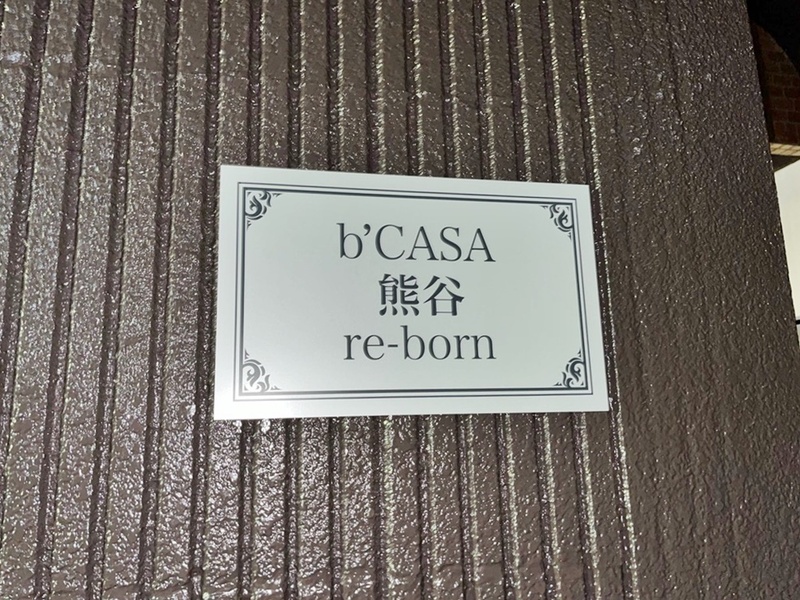 b’CASA
熊谷
re-born